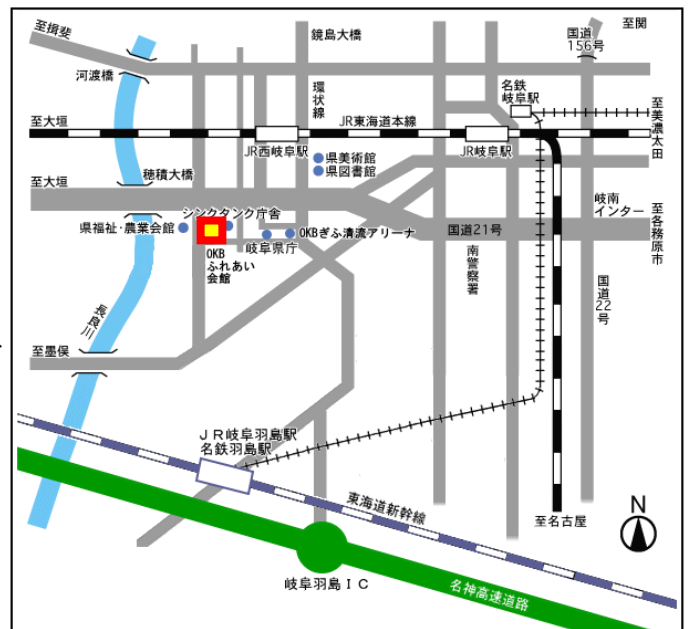 至揖斐
鏡島大橋
国道
156号
至関
河渡橋
環状線
名鉄
岐阜駅
至大垣
JR東海道本線
至美濃太田
JR西岐阜駅
県美術館
県図書館
JR岐阜駅
穂積大橋
至大垣
岐南
インター
至各務原市
シンクタンク庁舎
県福祉・農業会館
OKBぎふ清流アリーナ
国道21号
岐阜県庁
OKB
ふれあい
会館
南警察署
国道22号
長良川
至墨俣
JR岐阜羽島駅
名鉄羽島駅
東海道新幹線
至名古屋
N
岐阜羽島IC
名神高速道路